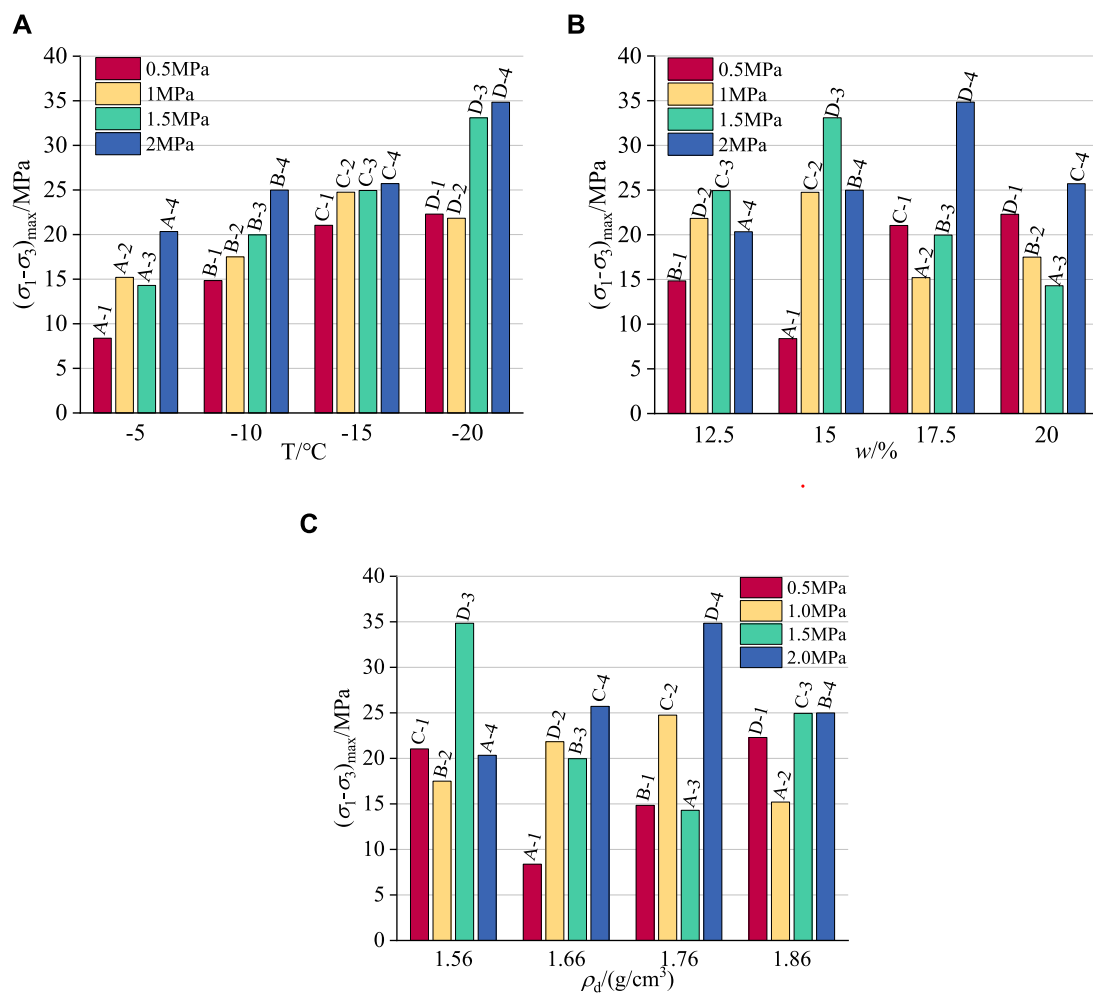 A
(σ1-σ3)max/MPa
40
35
30
25
20
15
10
5
0
0.5MPa
1MPa
1.5MPa
2MPa
A-1
A-2
A-3
A-4
B-1
B-2
B-3
B-4
C-1
C-2
C-3
C-4
D-1
D-2
D-3
D-4
-5 -10 -15 -20
T/°C
B
(σ1-σ3)max/MPa
40
35
30
25
20
15
10
5
0
0.5MPa
1MPa
1.5MPa
2MPa
B-1
D-2
C-3
A-4
A-1
C-2
D-3
B-4
C-1
A-2
B-3
D-4
D-1
B-2
A-3
C-4
12.5 15 17.5 20
w/%
C
(σ1-σ3)max/MPa
40
35
30
25
20
15
10
5
0
0.5MPa
1.0MPa
1.5MPa
2.0MPa
C-1
B-2
D-3
A-4
A-1
D-2
B-3
C-4
B-1
C-2
A-3
D-4
D-1
A-2
C-3
B-4
1.56 1.66 1.76 1.86
ρd/(g/cm³)